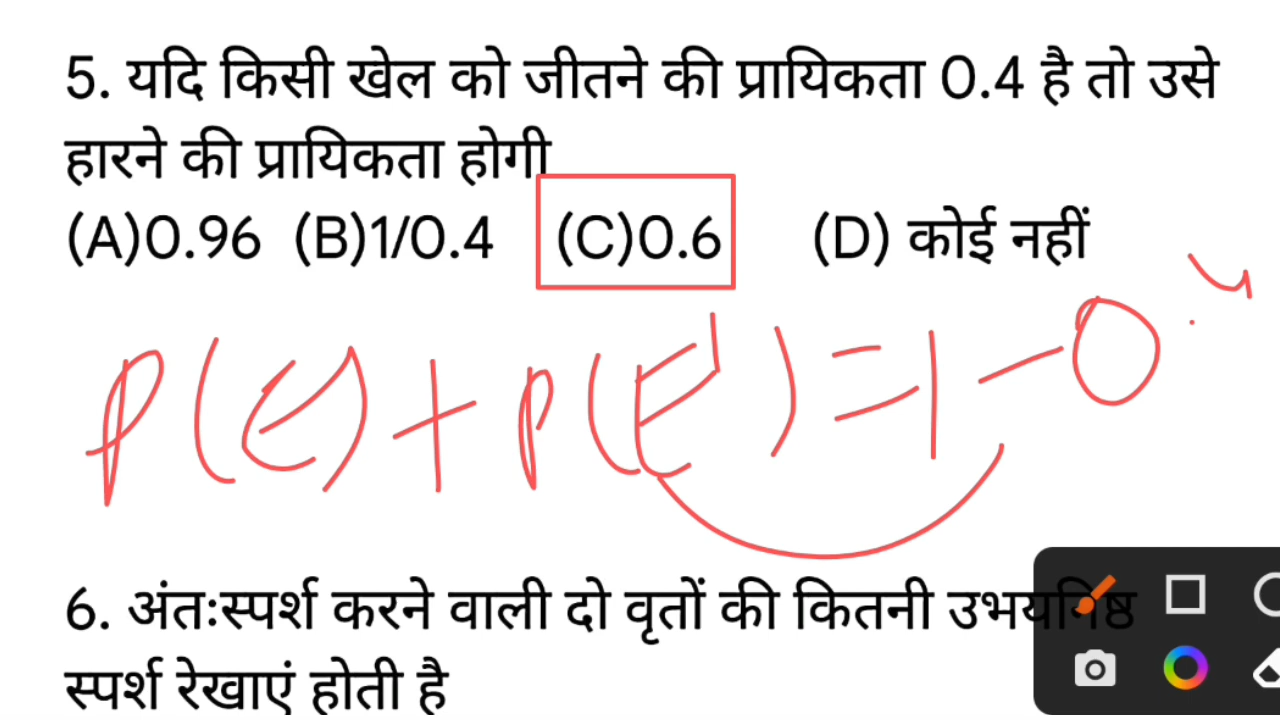 5. यदि किसी खेल को जीतने की प्रायिकता 0.4 है तो उसे
हारने की प्रायिकता होगी
(A)0.96 (B)1/0.4 (C)0.6 (D) कोई नहीं
P(E)+P(E')=1-0.4
6. अंतःस्पर्श करने वाली दो वृतों की कितनी उभयनिष्ठ
स्पर्श रेखाएं होती है